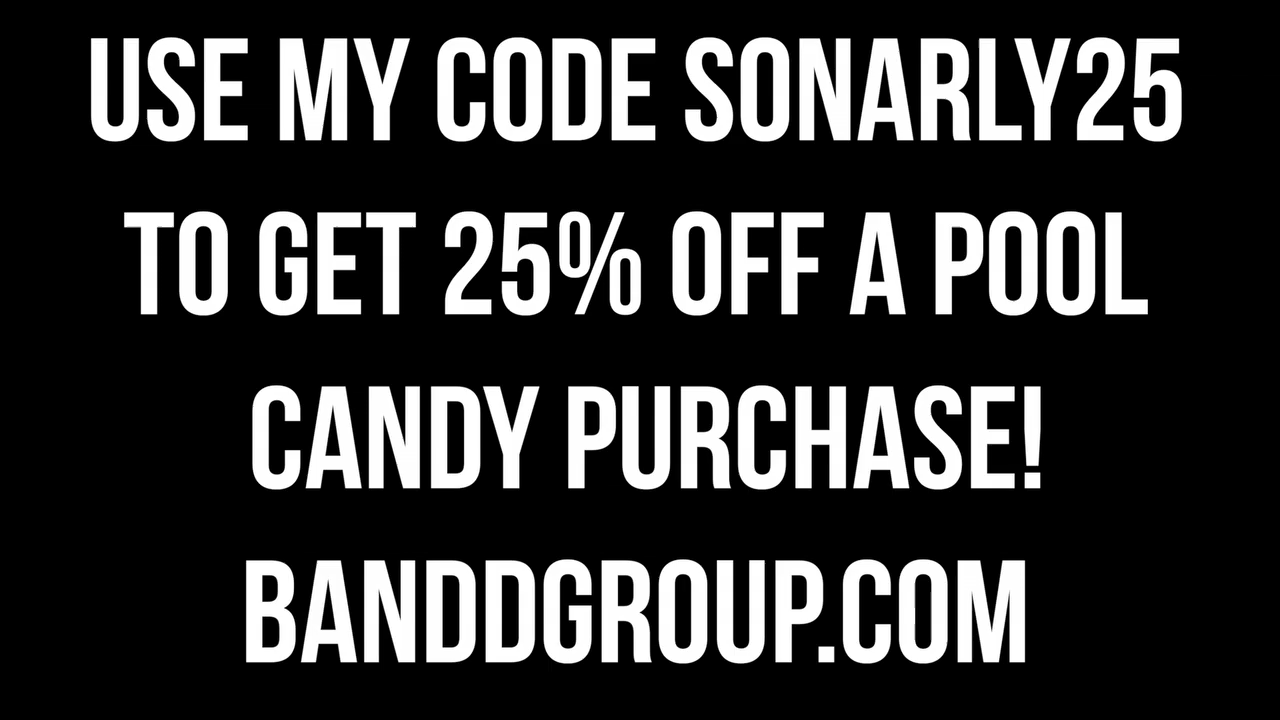 USE MY CODE SONARLY25
TO GET 25% OFF A POOL
CANDY PURCHASE!
BANDDGROUP.COM